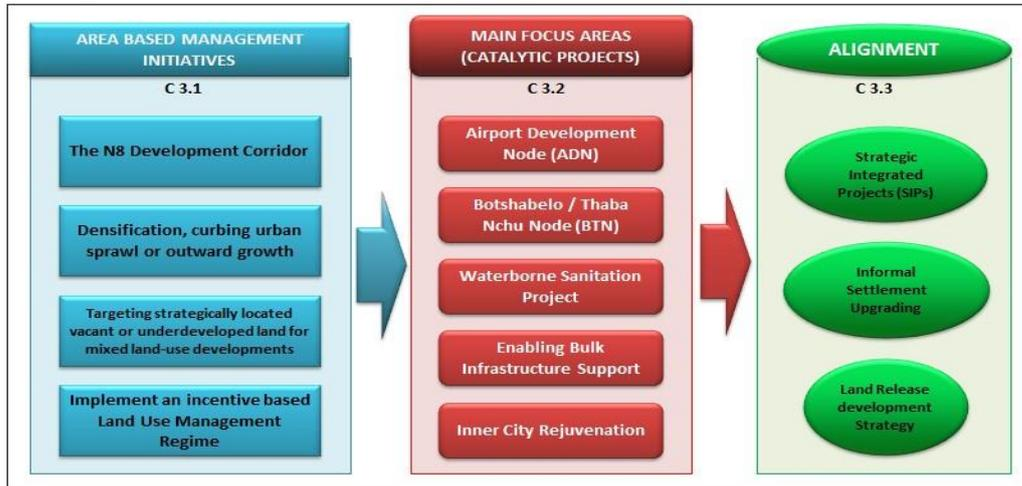 AREA BASED MANAGEMENT
INITIATIVES
C 3.1
The N8 Development Corridor
Densification, curbing urban
sprawl or outward growth
Targeting strategically located
vacant or underdeveloped land for
mixed land-use developments
Implement an incentive based
Land Use Management
Regime
MAIN FOCUS AREAS
(CATALYTIC PROJECTS)
C 3.2
Airport Development
Node (ADN)
Botshabelo / Thaba
Nchu Node (BTN)
Waterborne Sanitation
Project
Enabling Bulk
Infrastructure Support
Inner City Rejuvenation
ALIGNMENT
C 3.3
Strategic
Integrated
Projects (SIPs)
Informal
Settlement
Upgrading
Land Release
development
Strategy